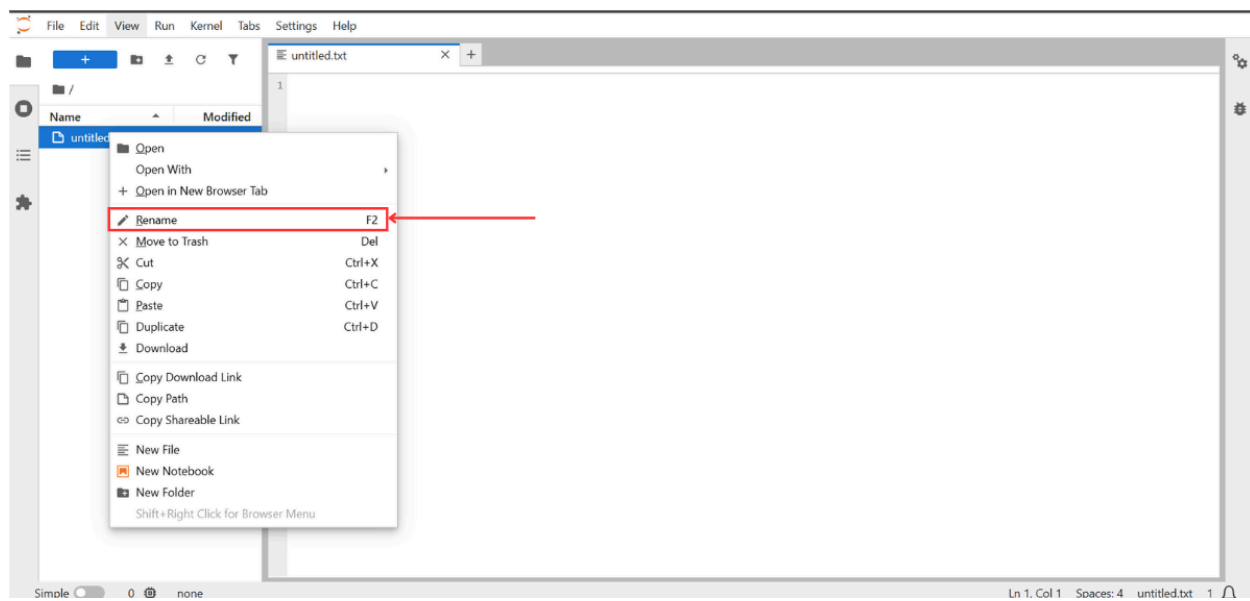 File Edit View Run Kernel Tabs Settings Help
+
untitled.txt × +
/
1
Name Modified
untitled
Open
Open With
+ Open in New Browser Tab
Rename F2
Move to Trash Del
Cut Ctrl+X
Copy Ctrl+C
Paste Ctrl+V
Duplicate Ctrl+D
Download
Copy Download Link
Copy Path
Copy Shareable Link
New File
New Notebook
New Folder
Shift+Right Click for Browser Menu
Simple 0 none Ln 1, Col 1 Spaces: 4 untitled.txt 1